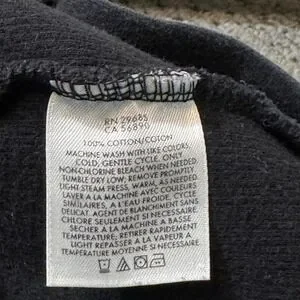 RN 29685
CA 56890
100% COTTON/COTON
MACHINE WASH WITH LIKE COLORS,
COLD, GENTLE CYCLE. ONLY
NON-CHLORINE BLEACH WHEN NEEDED
TUMBLE DRY LOW; REMOVE PROMPTLY
LIGHT STEAM PRESS, WARM, AS NEEDED
LAVER A LA MACHINE AVEC COULEURS
SIMILAIRES, A L'EAU FROIDE. CYCLE
DELICAT. AGENT DE BLANCHIMENT SANS
CHLORE SEULEMENT SI NECESSAIRE.
SECHER A LA MACHINE A BASSE
TEMPERATURE; RETIRER RAPIDEMENT
LIGHT REPASSER A LA VAPEUR A
TEMPERATURE MOYENNE SI NECESSAIRE.